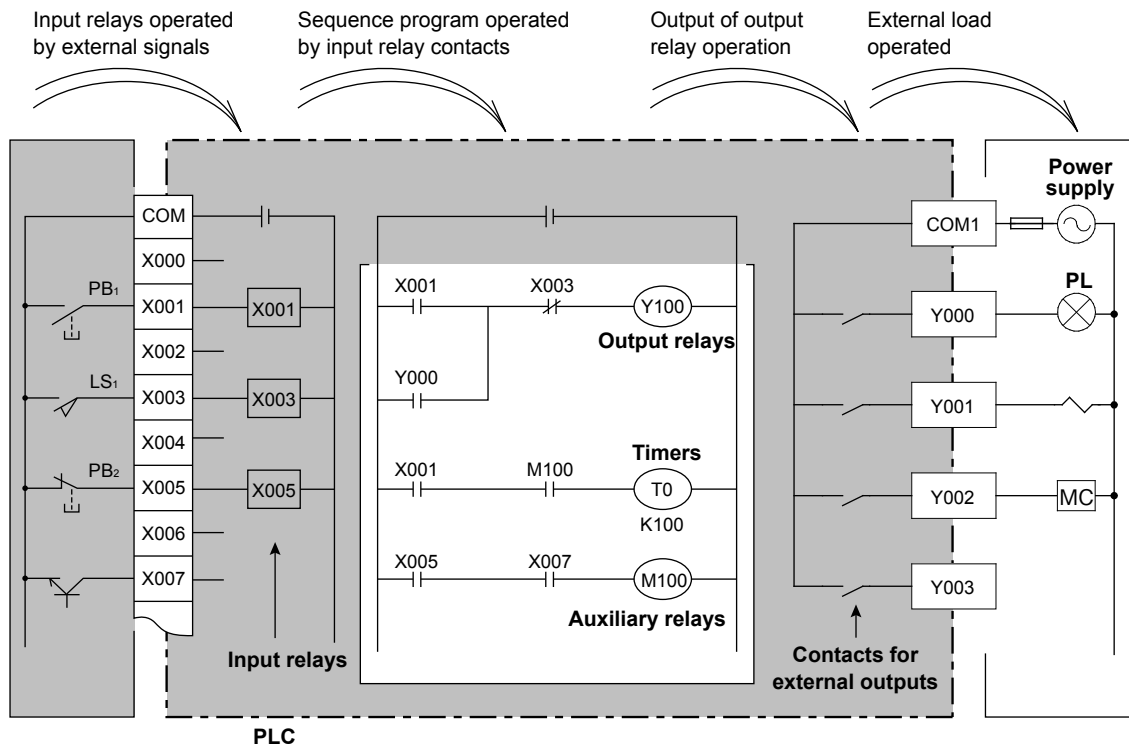 Input relays operated
by external signals
Sequence program operated
by input relay contacts
Output of output
relay operation
External load
operated
COM
X000
X001
X002
X003
X004
X005
X006
X007
PB1
LS1
PB2
X001
X003
X005
Input relays
X001
X003
Y100
Output relays
Y000
Timers
X001
M100
T0
K100
X005
X007
M100
Auxiliary relays
Power
supply
COM1
PL
Y000
Y001
Y002
MC
Y003
Contacts for
external outputs
PLC